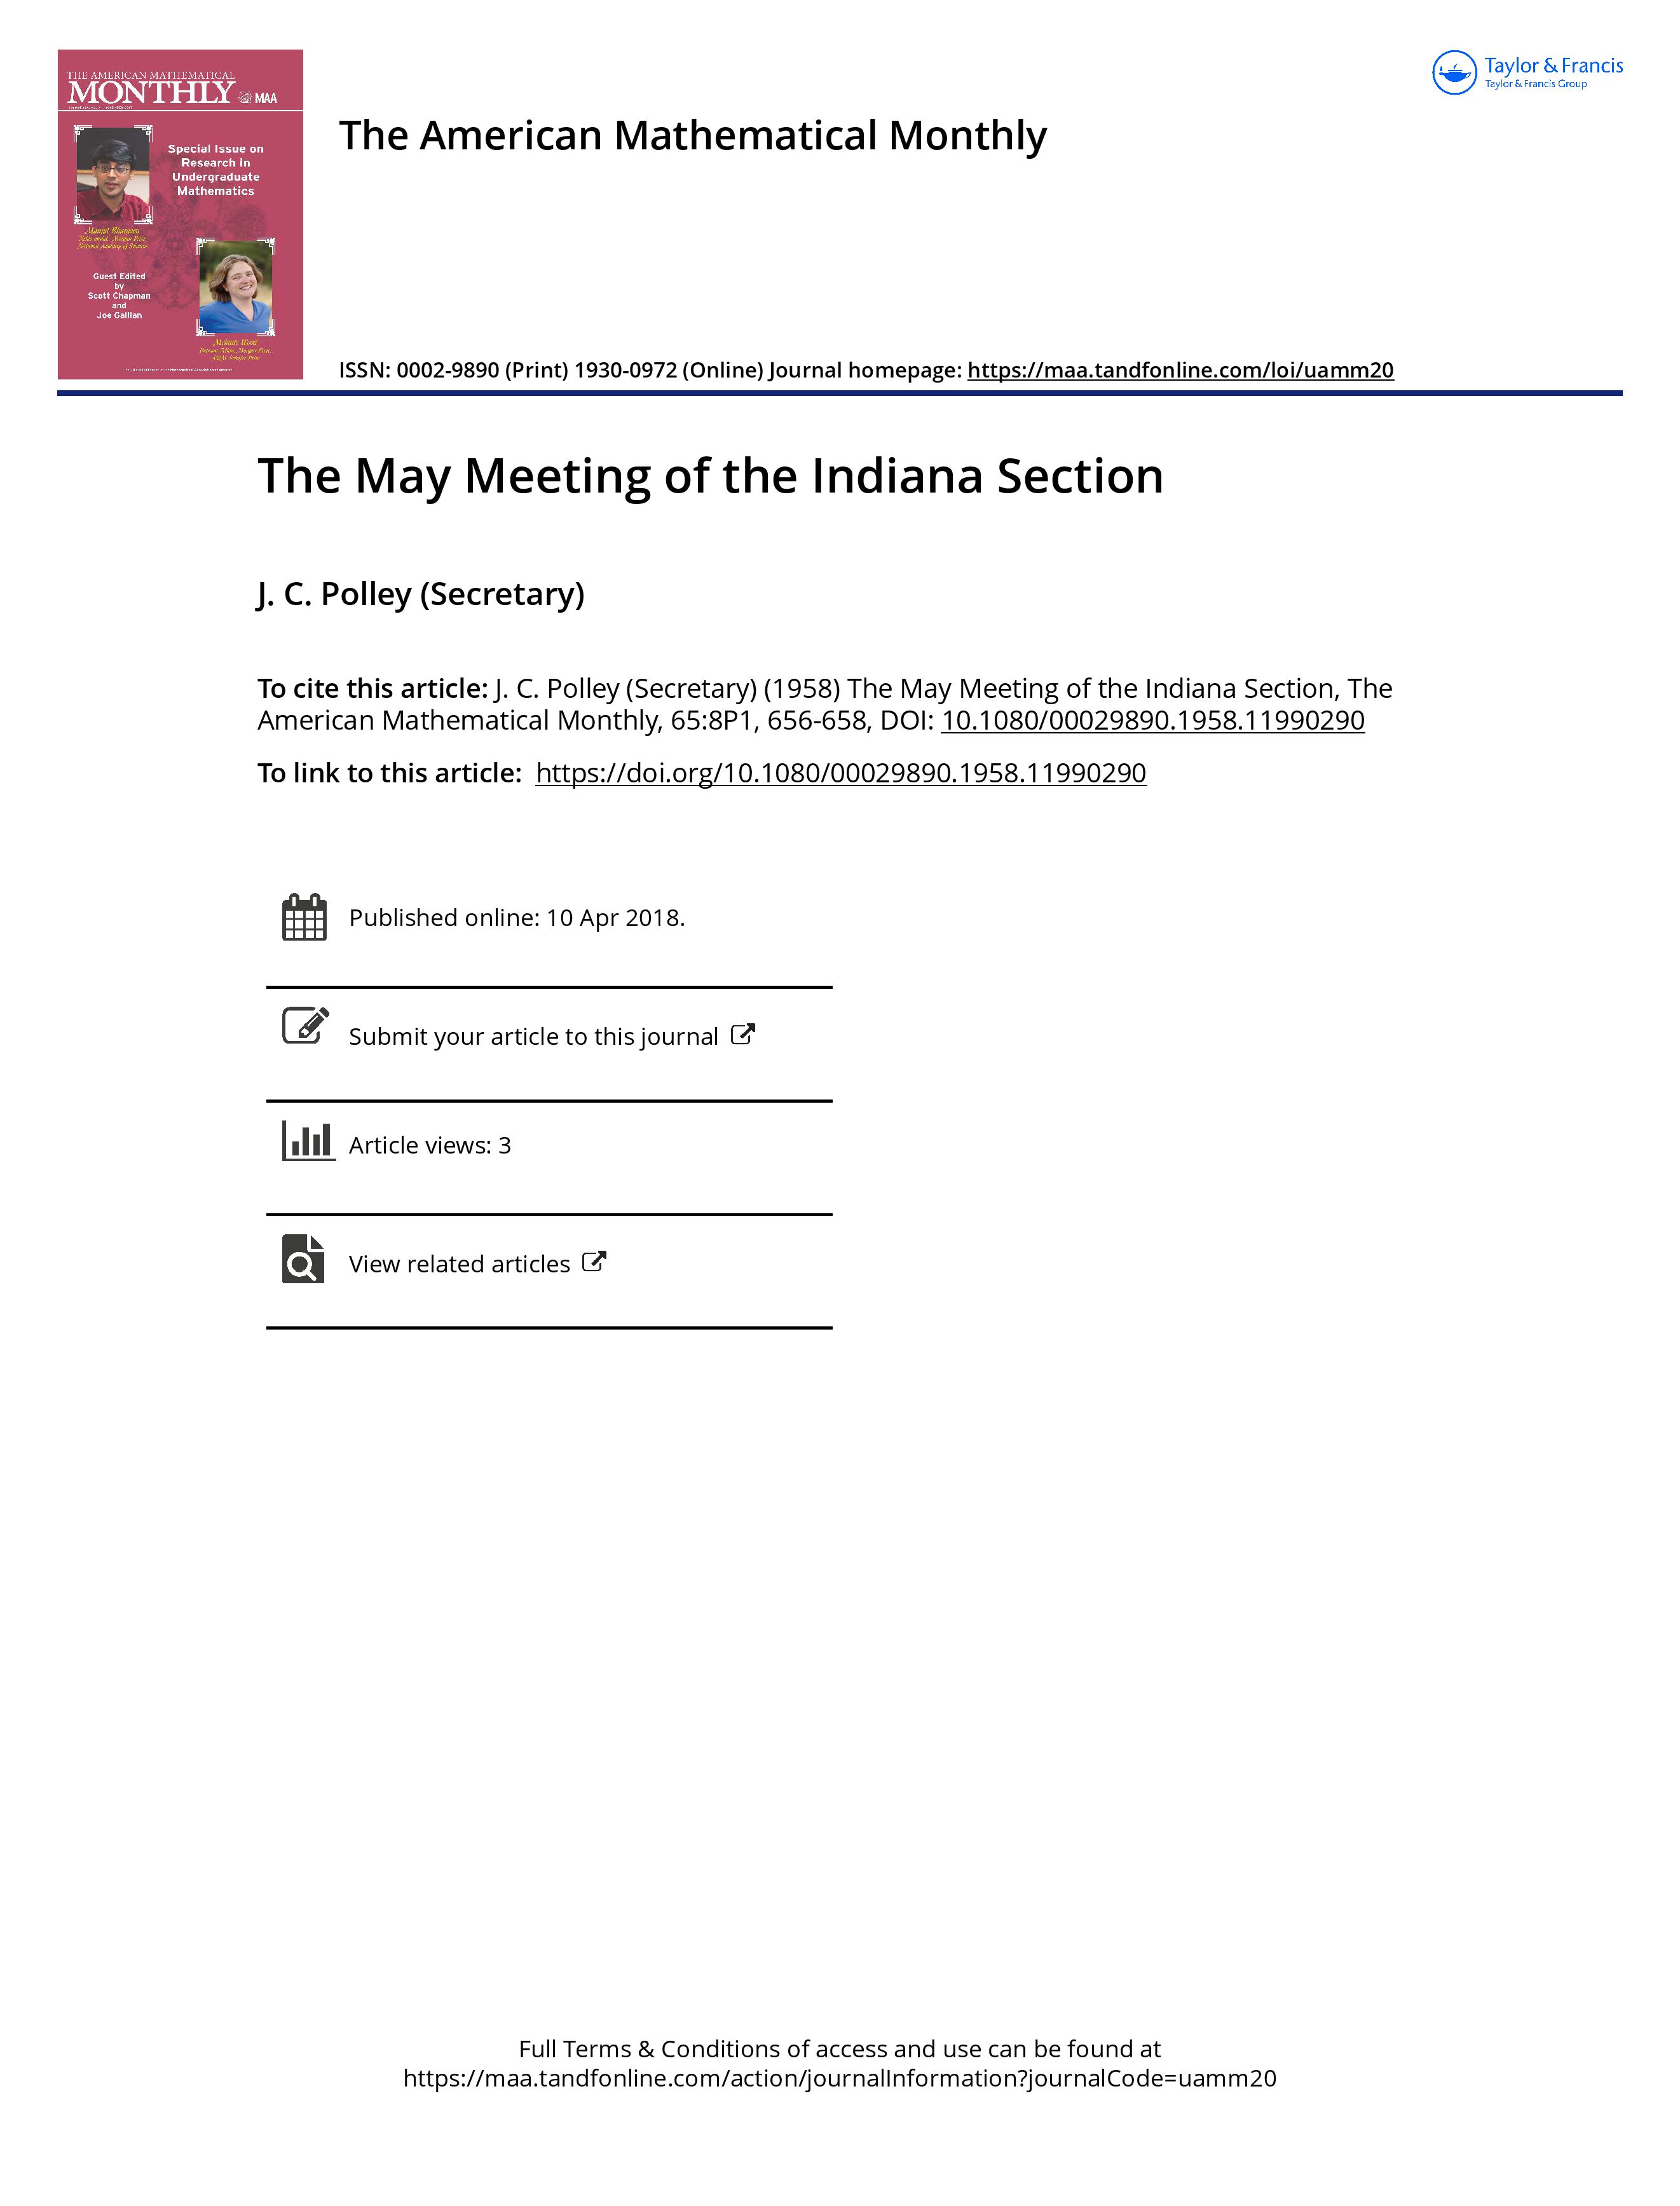 THE AMERICAN MATHEMATICAL
MONTHLY MAA
Special Issue on
Research in
Undergraduate
Mathematics
Manjul Bhargava
Guest Edited
by
Scott Chapman
and
Joe Gallian
Melanie Wood
Taylor & Francis
Taylor & Francis Group
The American Mathematical Monthly
ISSN: 0002-9890 (Print) 1930-0972 (Online) Journal homepage: https://maa.tandfonline.com/loi/uamm20
The May Meeting of the Indiana Section
J. C. Polley (Secretary)
To cite this article: J. C. Polley (Secretary) (1958) The May Meeting of the Indiana Section, The
American Mathematical Monthly, 65:8P1, 656-658, DOI: 10.1080/00029890.1958.11990290
To link to this article: https://doi.org/10.1080/00029890.1958.11990290
Published online: 10 Apr 2018.
Submit your article to this journal
Article views: 3
View related articles
Full Terms & Conditions of access and use can be found at
https://maa.tandfonline.com/action/journalInformation?journalCode=uamm20